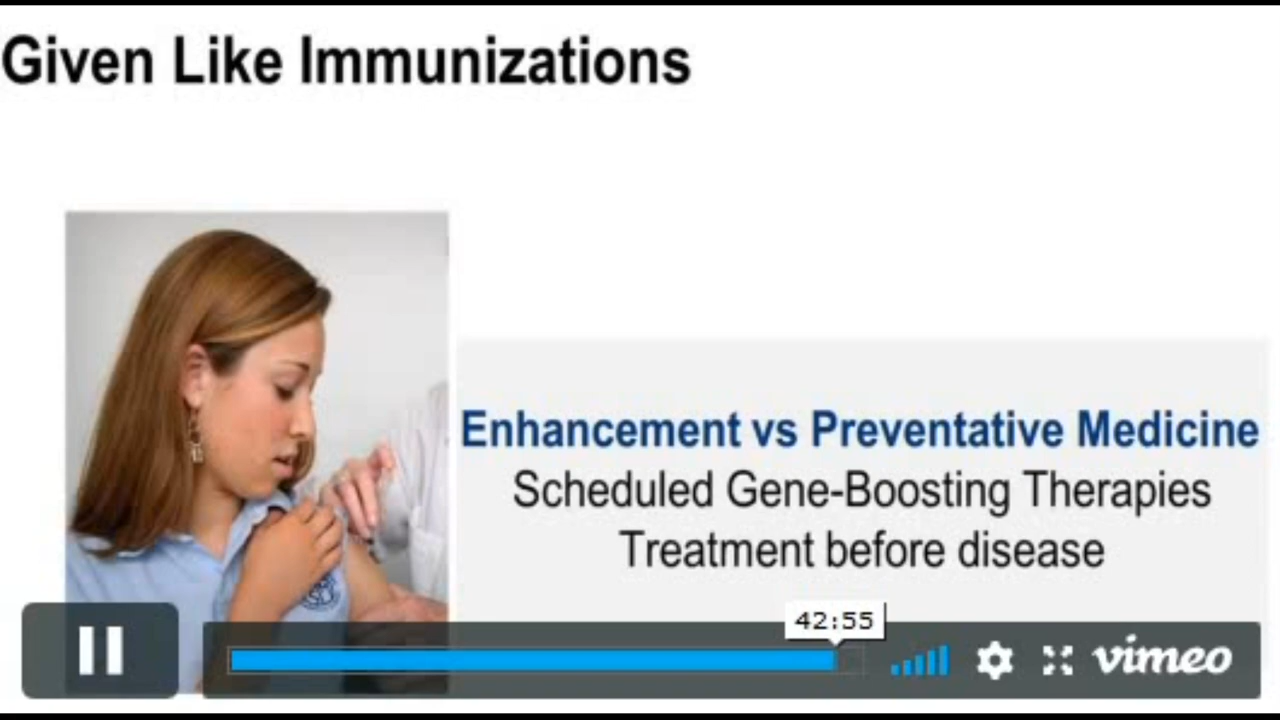 Given Like Immunizations
Enhancement vs Preventative Medicine
Scheduled Gene-Boosting Therapies
Treatment before disease
42:55
vimeo